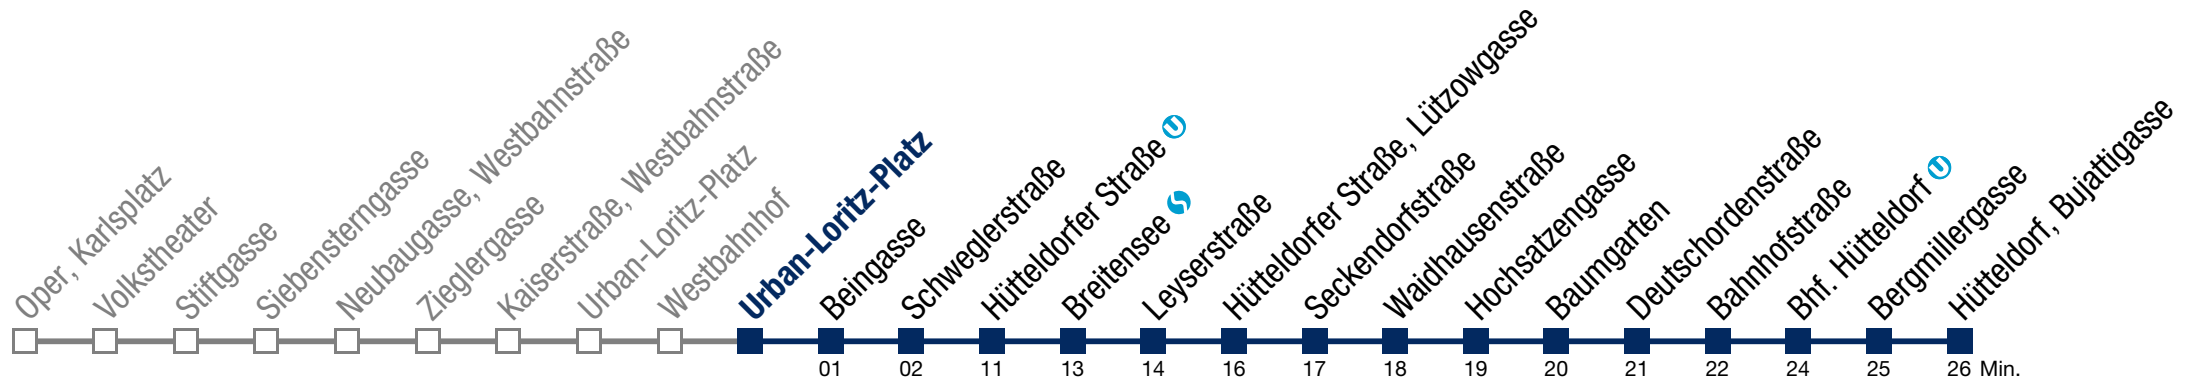 Oper, Karlsplatz
Volkstheater
Stiftgasse
Siebensterngasse
Neubaugasse, Westbahnstraße
Zieglergasse
Kaiserstraße, Westbahnstraße
Urban-Loritz-Platz
Westbahnhof
Urban-Loritz-Platz
Beingasse
Schweglerstraße
Hütteldorfer Straße U
Breitensee S
Leyserstraße
Hütteldorfer Straße, Lützowgasse
Seckendorfstraße
Waidhausenstraße
Hochsatzengasse
Baumgarten
Deutschordenstraße
Bahnhofstraße
Bhf. Hütteldorf U
Bergmillergasse
Hütteldorf, Bujattigasse
01 02 11 13 14 16 17 18 19 20 21 22 24 25 26 Min.